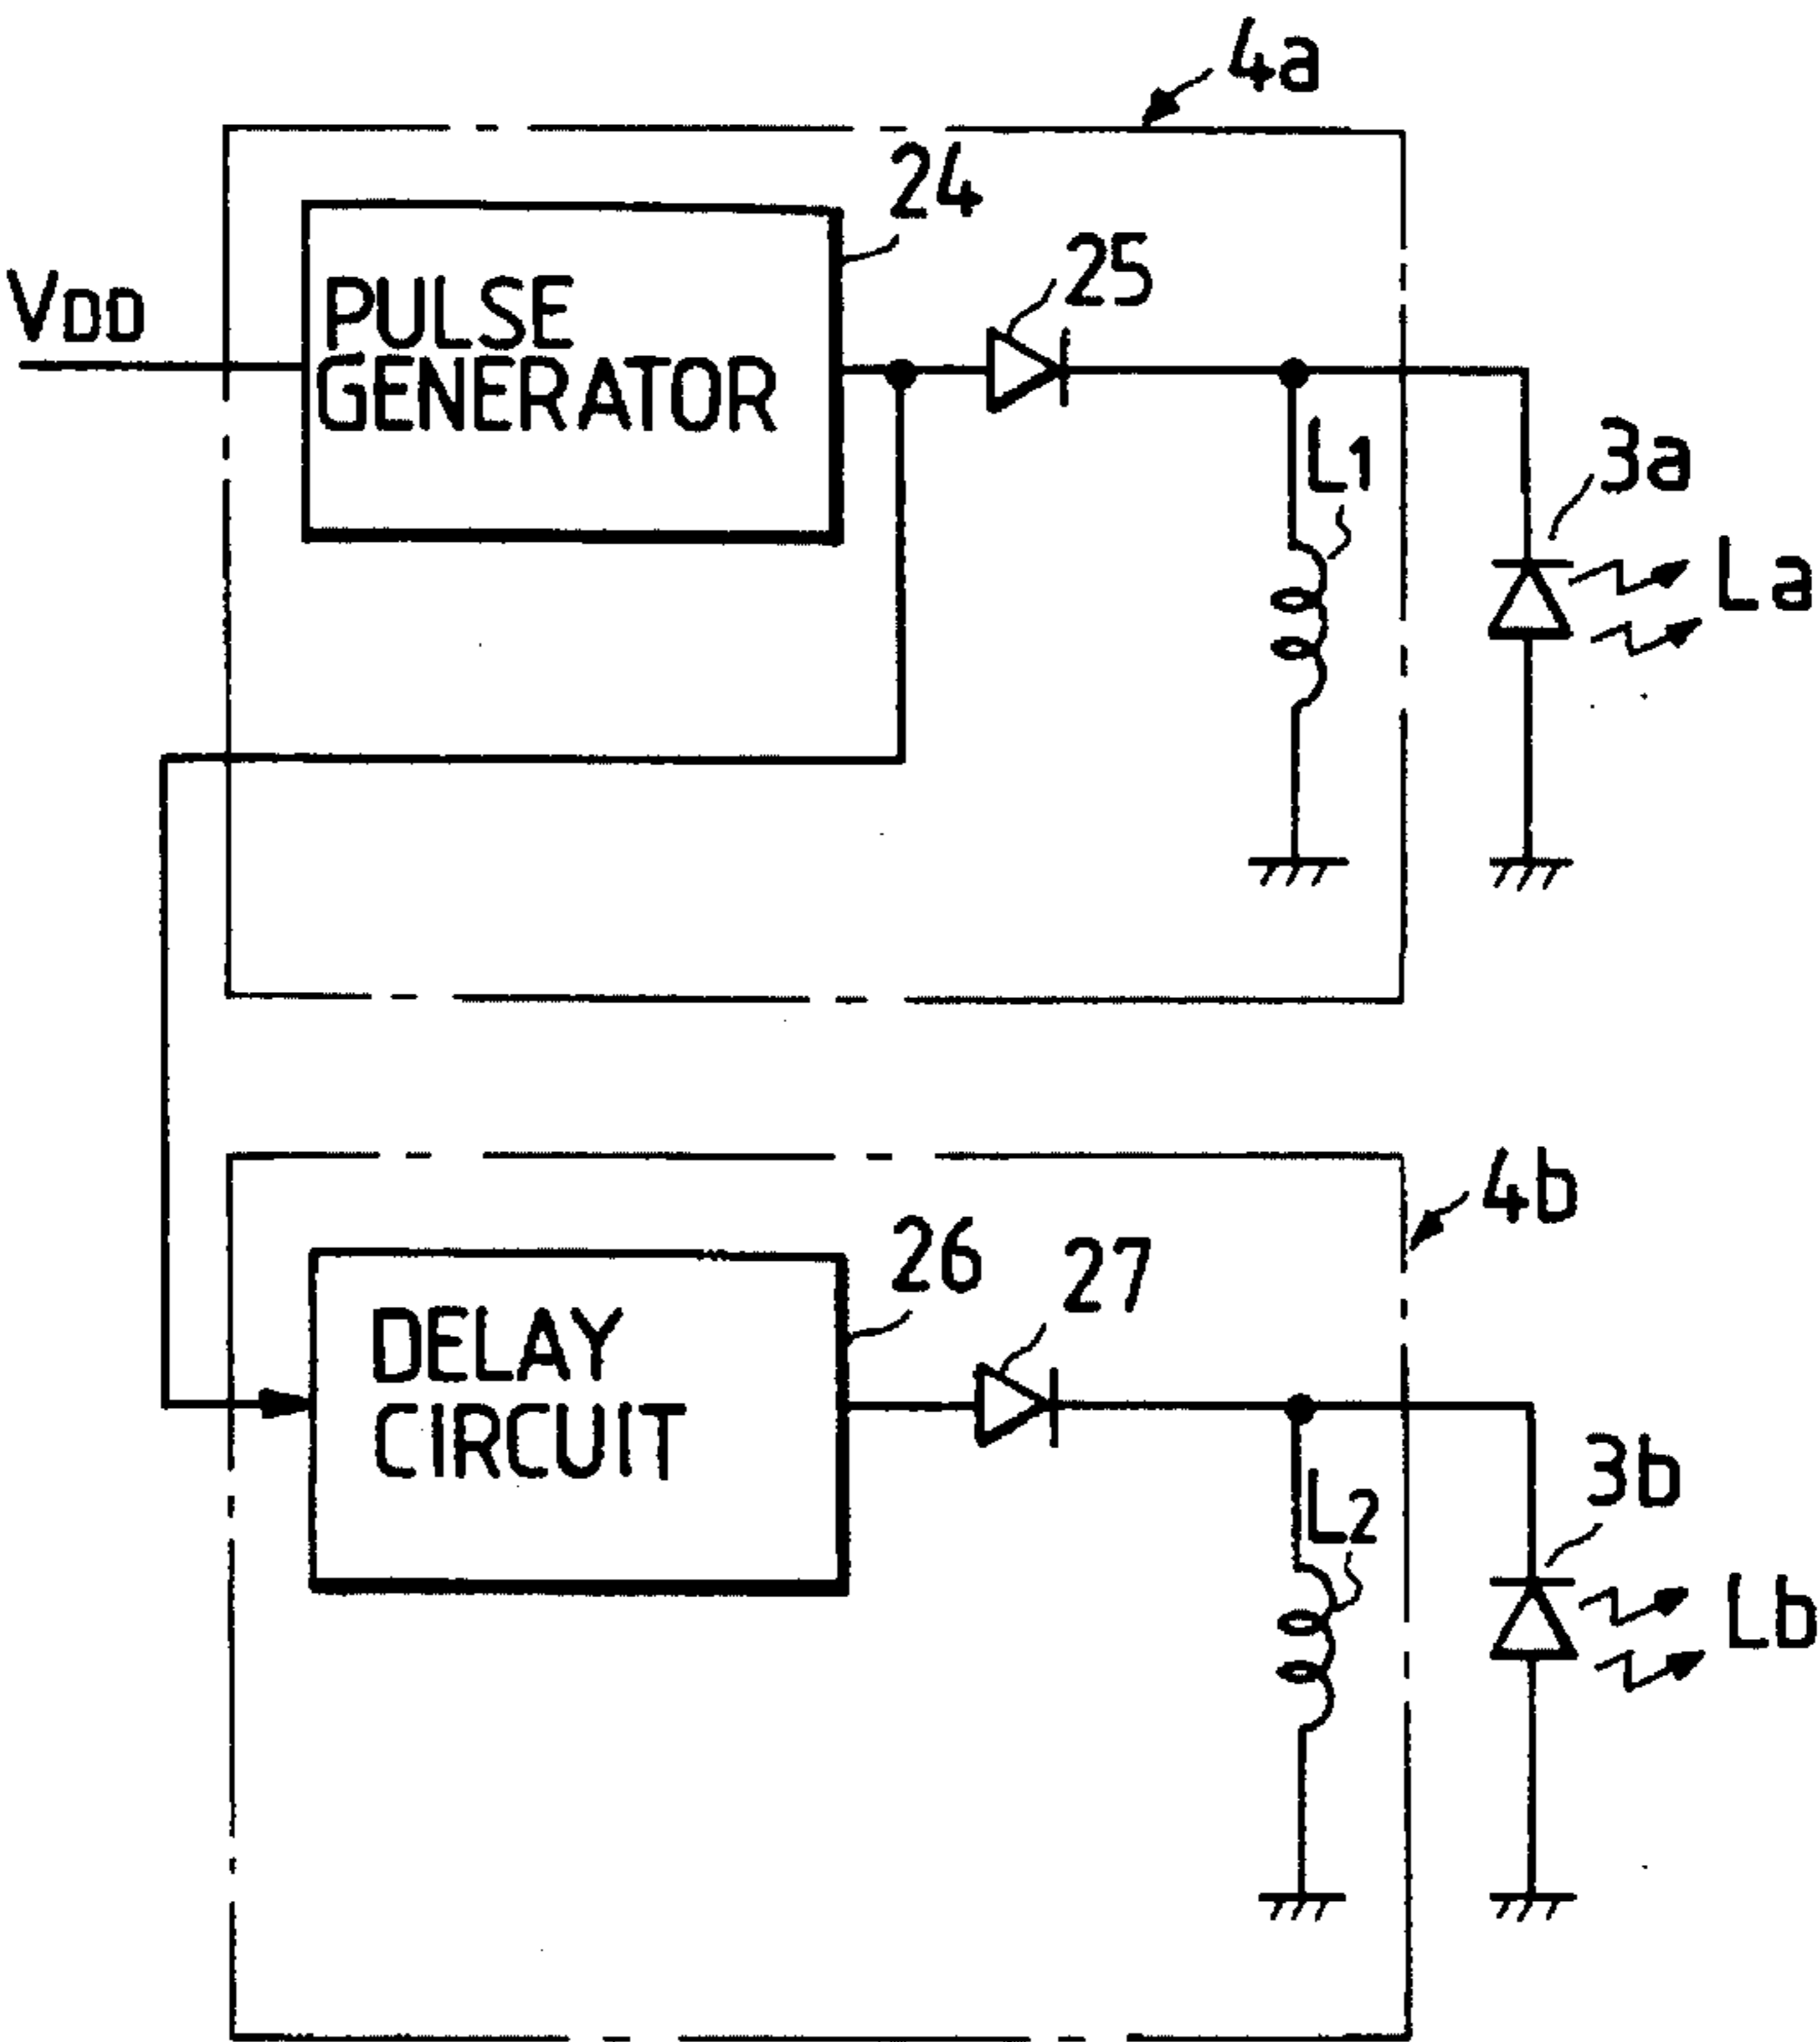 4a
24
25
VDD
PULSE
GENERATOR
L1
3a
La
4b
26
27
DELAY
CIRCUIT
L2
3b
Lb